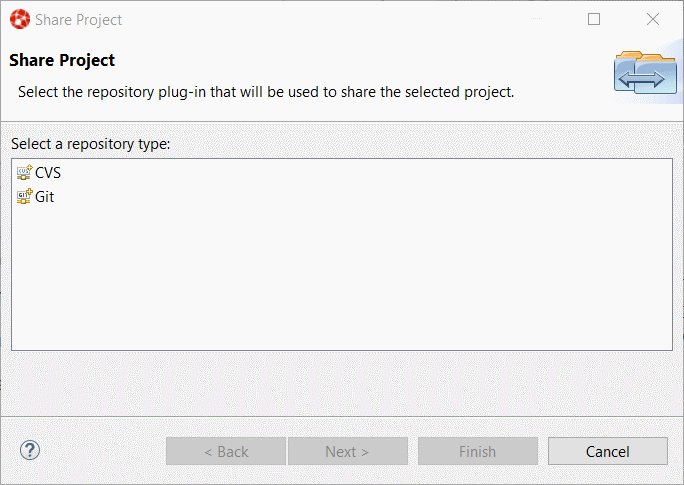 Share Project
Share Project
Select the repository plug-in that will be used to share the selected project.
Select a repository type:
CVS
Git
< Back
Next >
Finish
Cancel